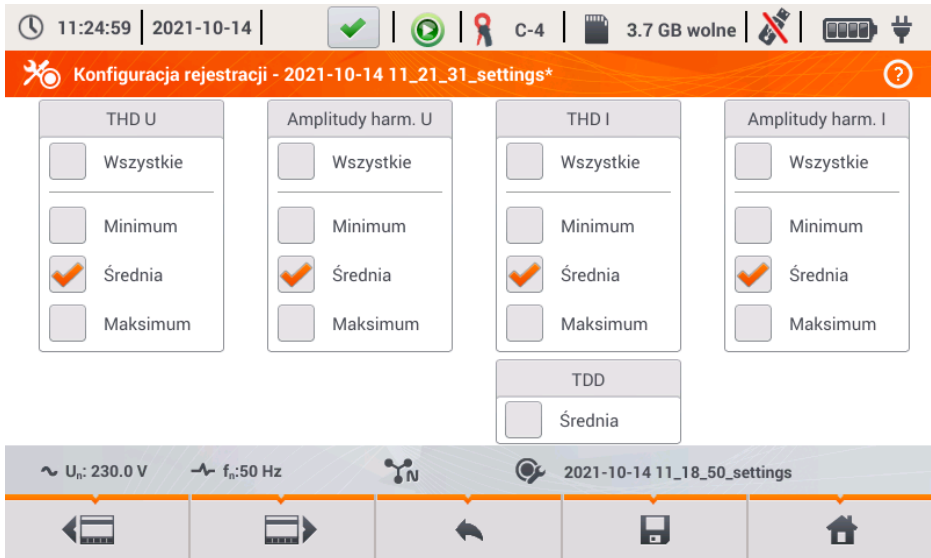 11:24:59 2021-10-14 C-4 3.7 GB wolne
Konfiguracja rejestracji - 2021-10-14 11_21_31_settings*
?
THD U Amplitudy harm. U THD I Amplitudy harm. I
Wszystkie Wszystkie Wszystkie Wszystkie
Minimum Minimum Minimum Minimum
Średnia Średnia Średnia Średnia
Maksimum Maksimum Maksimum Maksimum
TDD
Średnia
Un: 230.0 V fn:50 Hz N 2021-10-14 11_18_50_settings